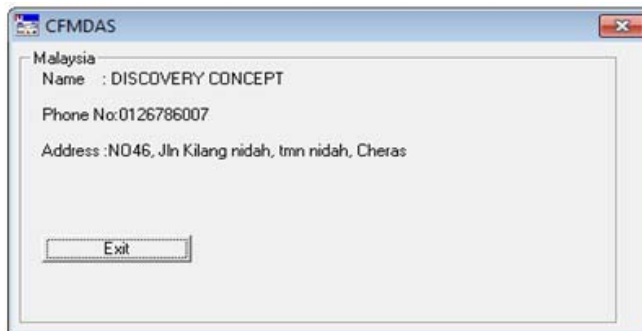 CFMDAS
Malaysia
Name : DISCOVERY CONCEPT
Phone No:0126786007
Address :NO46, Jln Kilang nidah, tmn nidah, Cheras
Exit